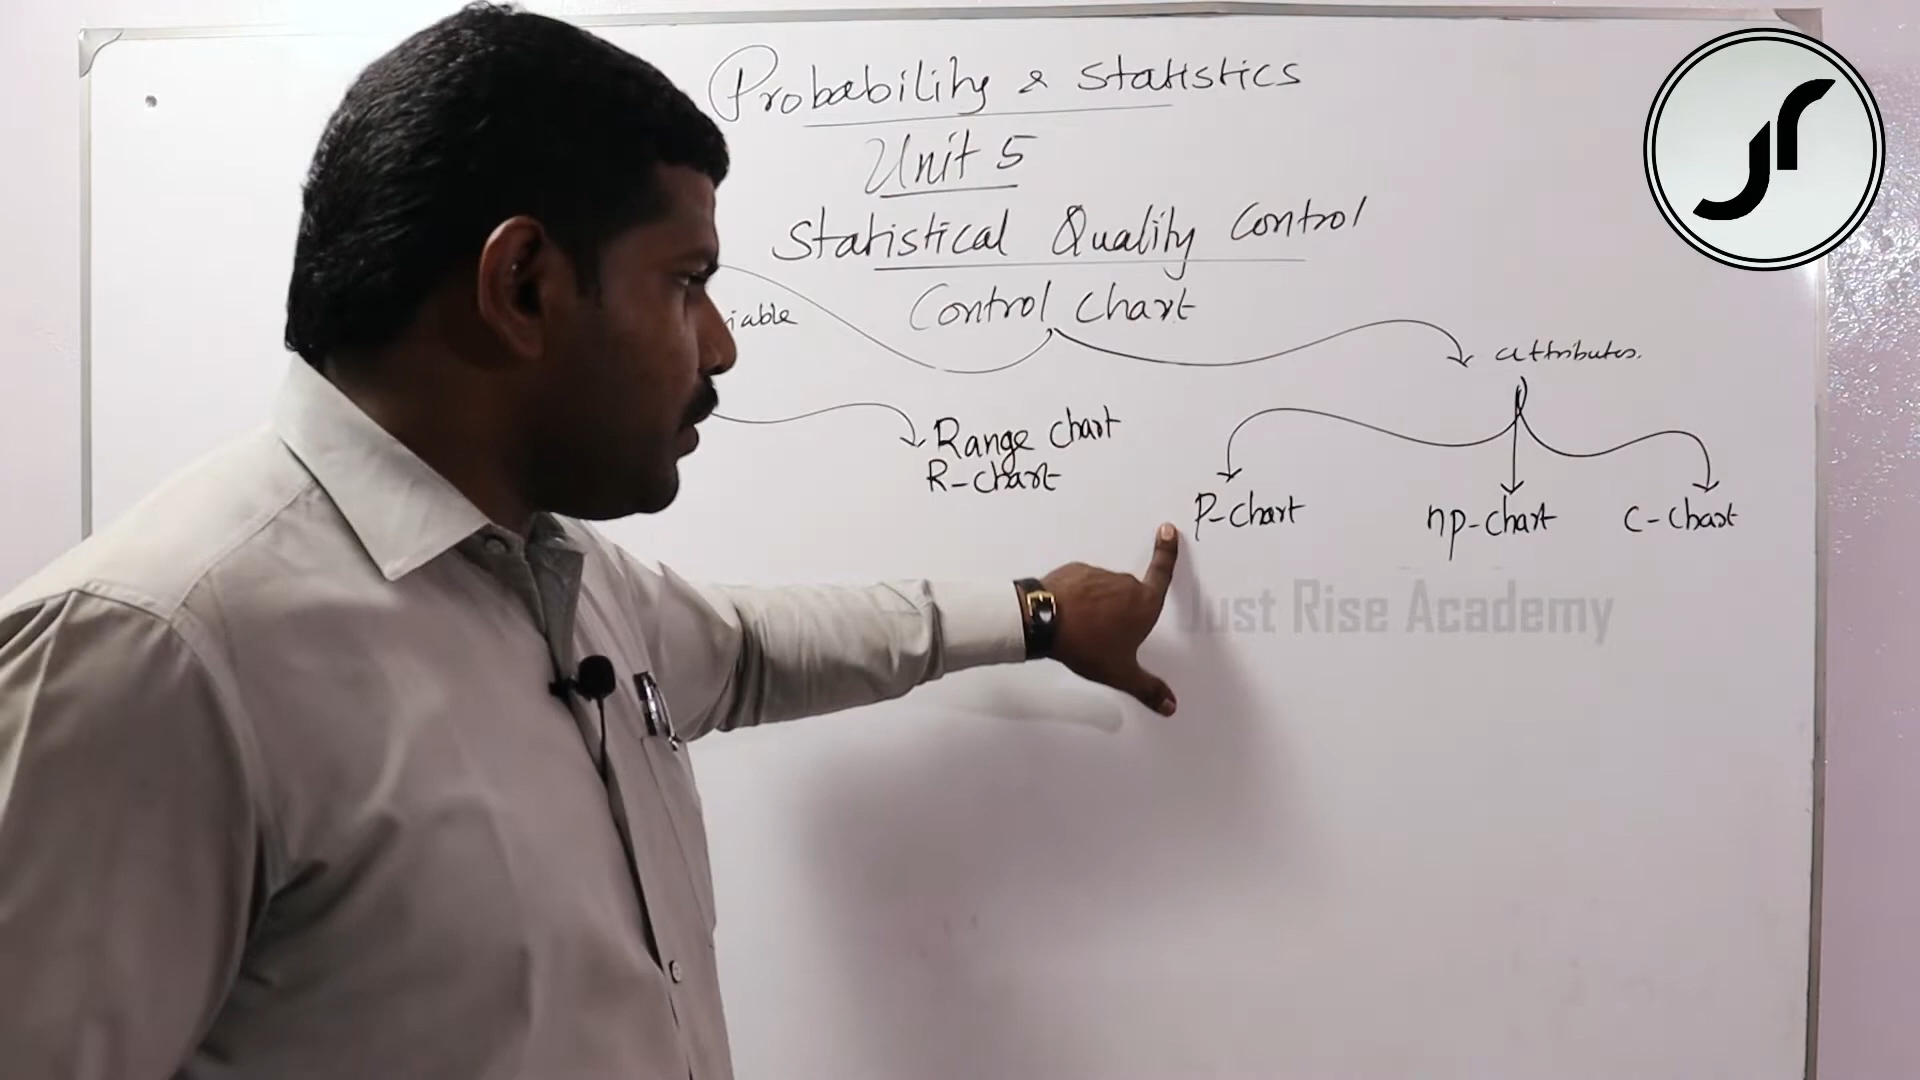 Probability & Statistics
Unit 5
Statistical Quality Control
Control chart
iable
attributes.
Range chart
R-chart
P-chart
np-chart
C-chart
Just Rise Academy